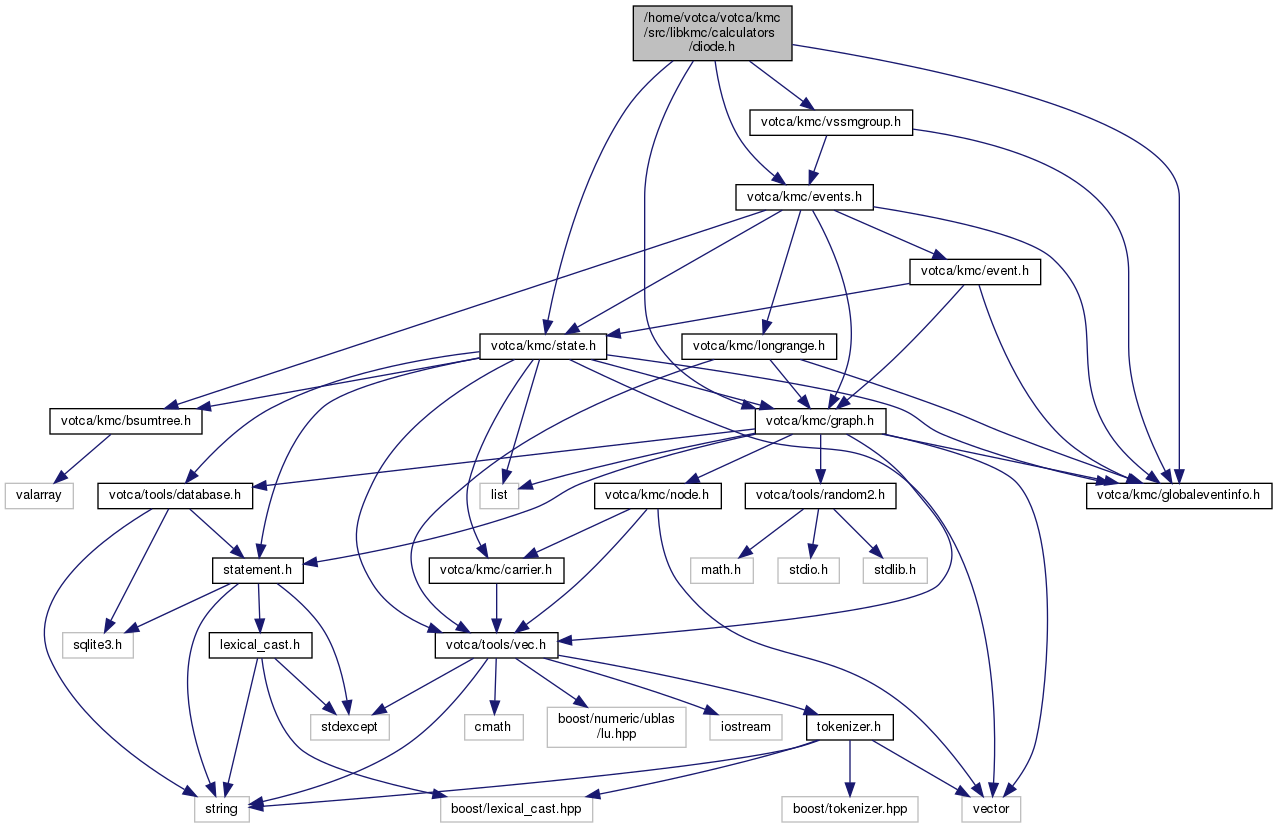 /home/votca/votca/kmc
/src/libkmc/calculators
/diode.h
votca/kmc/vssmgroup.h
votca/kmc/events.h
votca/kmc/event.h
votca/kmc/state.h
votca/kmc/longrange.h
votca/kmc/bsumtree.h
votca/kmc/graph.h
valarray
votca/tools/database.h
list
votca/kmc/node.h
votca/tools/random2.h
votca/kmc/globaleventinfo.h
statement.h
votca/kmc/carrier.h
math.h
stdio.h
stdlib.h
sqlite3.h
lexical_cast.h
votca/tools/vec.h
stdexcept
cmath
boost/numeric/ublas
/lu.hpp
iostream
tokenizer.h
string
boost/lexical_cast.hpp
boost/tokenizer.hpp
vector